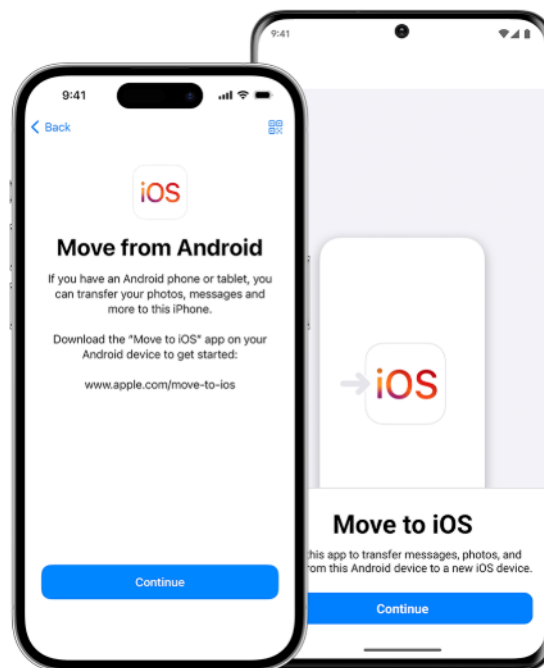 9:41
Back
iOS
Move from Android
If you have an Android phone or tablet, you
can transfer your photos, messages and
more to this iPhone.
Download the “Move to iOS” app on your
Android device to get started:
www.apple.com/move-to-ios
Continue
9:41
iOS
Move to iOS
this app to transfer messages, photos, and
from this Android device to a new iOS device.
Continue